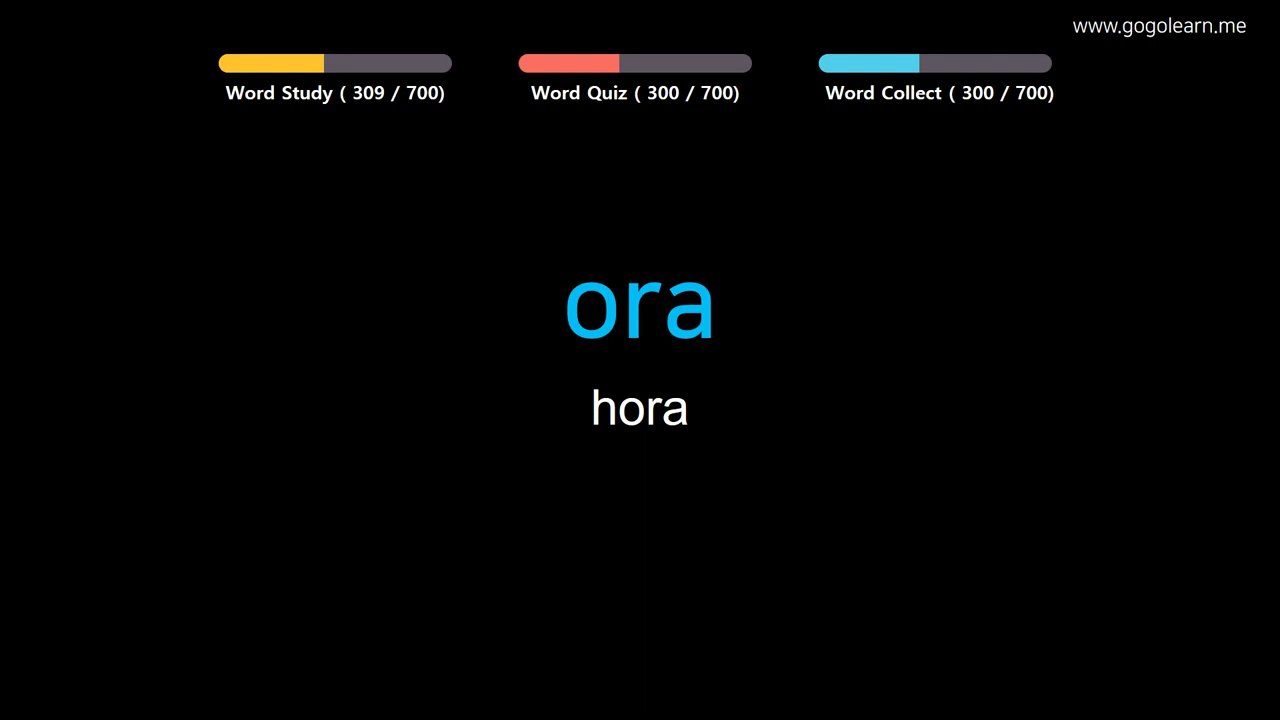 www.gogolearn.me
Word Study ( 309 / 700)
Word Quiz ( 300 / 700)
Word Collect ( 300 / 700)
ora
hora